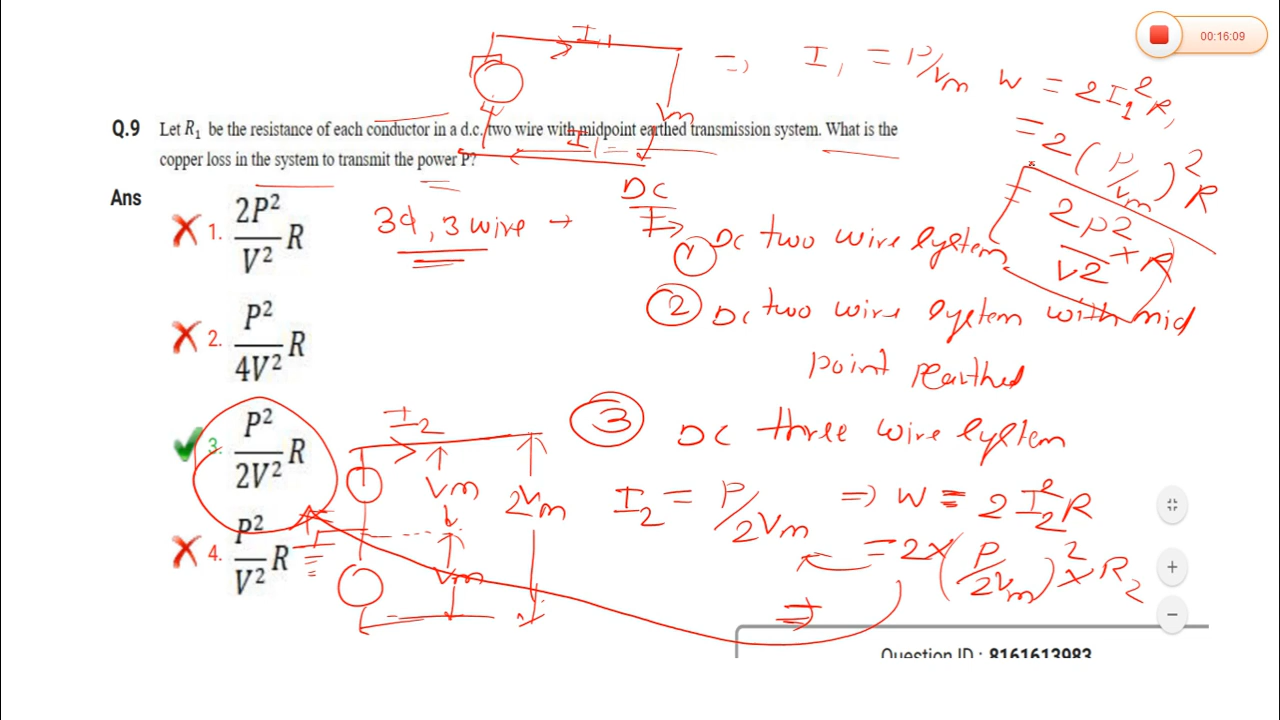 00:16:09
I1 ⇒ I1 = P/Vm W = 2I1²R1
Q.9 Let R1 be the resistance of each conductor in a d.c. two wire with midpoint earthed transmission system. What is the
copper loss in the system to transmit the power P?
Vm
I1
= 2(P/Vm)²R
Ans
1. 2P²/V² R
3φ, 3 wire →
DC
= 2P2/V2 × R
1 DC two wire system
2. P²/4V² R
2 DC two wire system with mid
point earthed
3. P²/2V² R
I2
3 DC three wire system
Vm 2Vm
I2 = P/2Vm ⇒ W = 2I2²R
4. P²/V² R
Vm
= 2×(P/2Vm)² × R2
Question ID : 8161613983